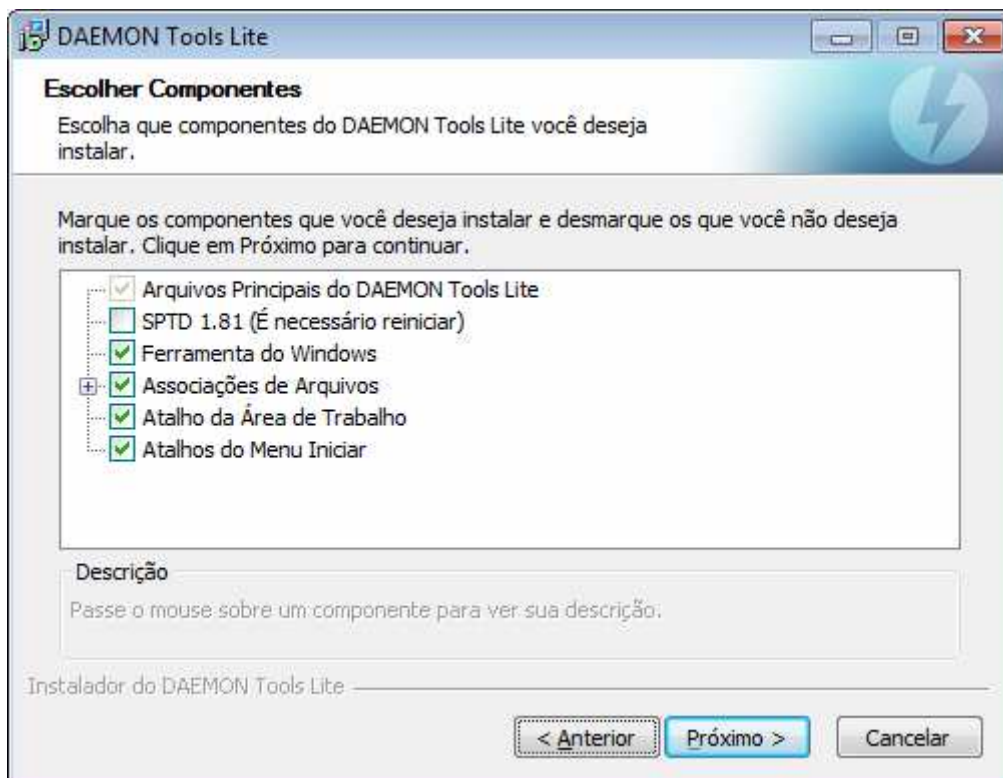 DAEMON Tools Lite
Escolher Componentes
Escolha que componentes do DAEMON Tools Lite você deseja
instalar.
Marque os componentes que você deseja instalar e desmarque os que você não deseja
instalar. Clique em Próximo para continuar.
Arquivos Principais do DAEMON Tools Lite
SPTD 1.81 (É necessário reiniciar)
Ferramenta do Windows
Associações de Arquivos
Atalho da Área de Trabalho
Atalhos do Menu Iniciar
Descrição
Passe o mouse sobre um componente para ver sua descrição.
Instalador do DAEMON Tools Lite
< Anterior
Próximo >
Cancelar